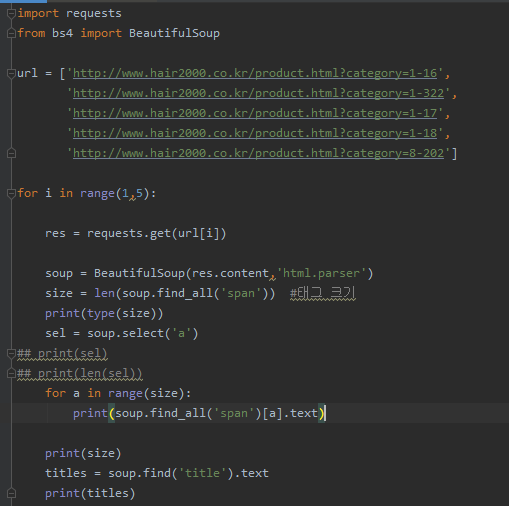 import requests
from bs4 import BeautifulSoup
url = ['http://www.hair2000.co.kr/product.html?category=1-16',
'http://www.hair2000.co.kr/product.html?category=1-322',
'http://www.hair2000.co.kr/product.html?category=1-17',
'http://www.hair2000.co.kr/product.html?category=1-18',
'http://www.hair2000.co.kr/product.html?category=8-202']
for i in range(1,5):
res = requests.get(url[i])
soup = BeautifulSoup(res.content,'html.parser')
size = len(soup.find_all('span'))  #태그 크기
print(type(size))
sel = soup.select('a')
## print(sel)
## print(len(sel))
for a in range(size):
print(soup.find_all('span')[a].text)
print(size)
titles = soup.find('title').text
print(titles)